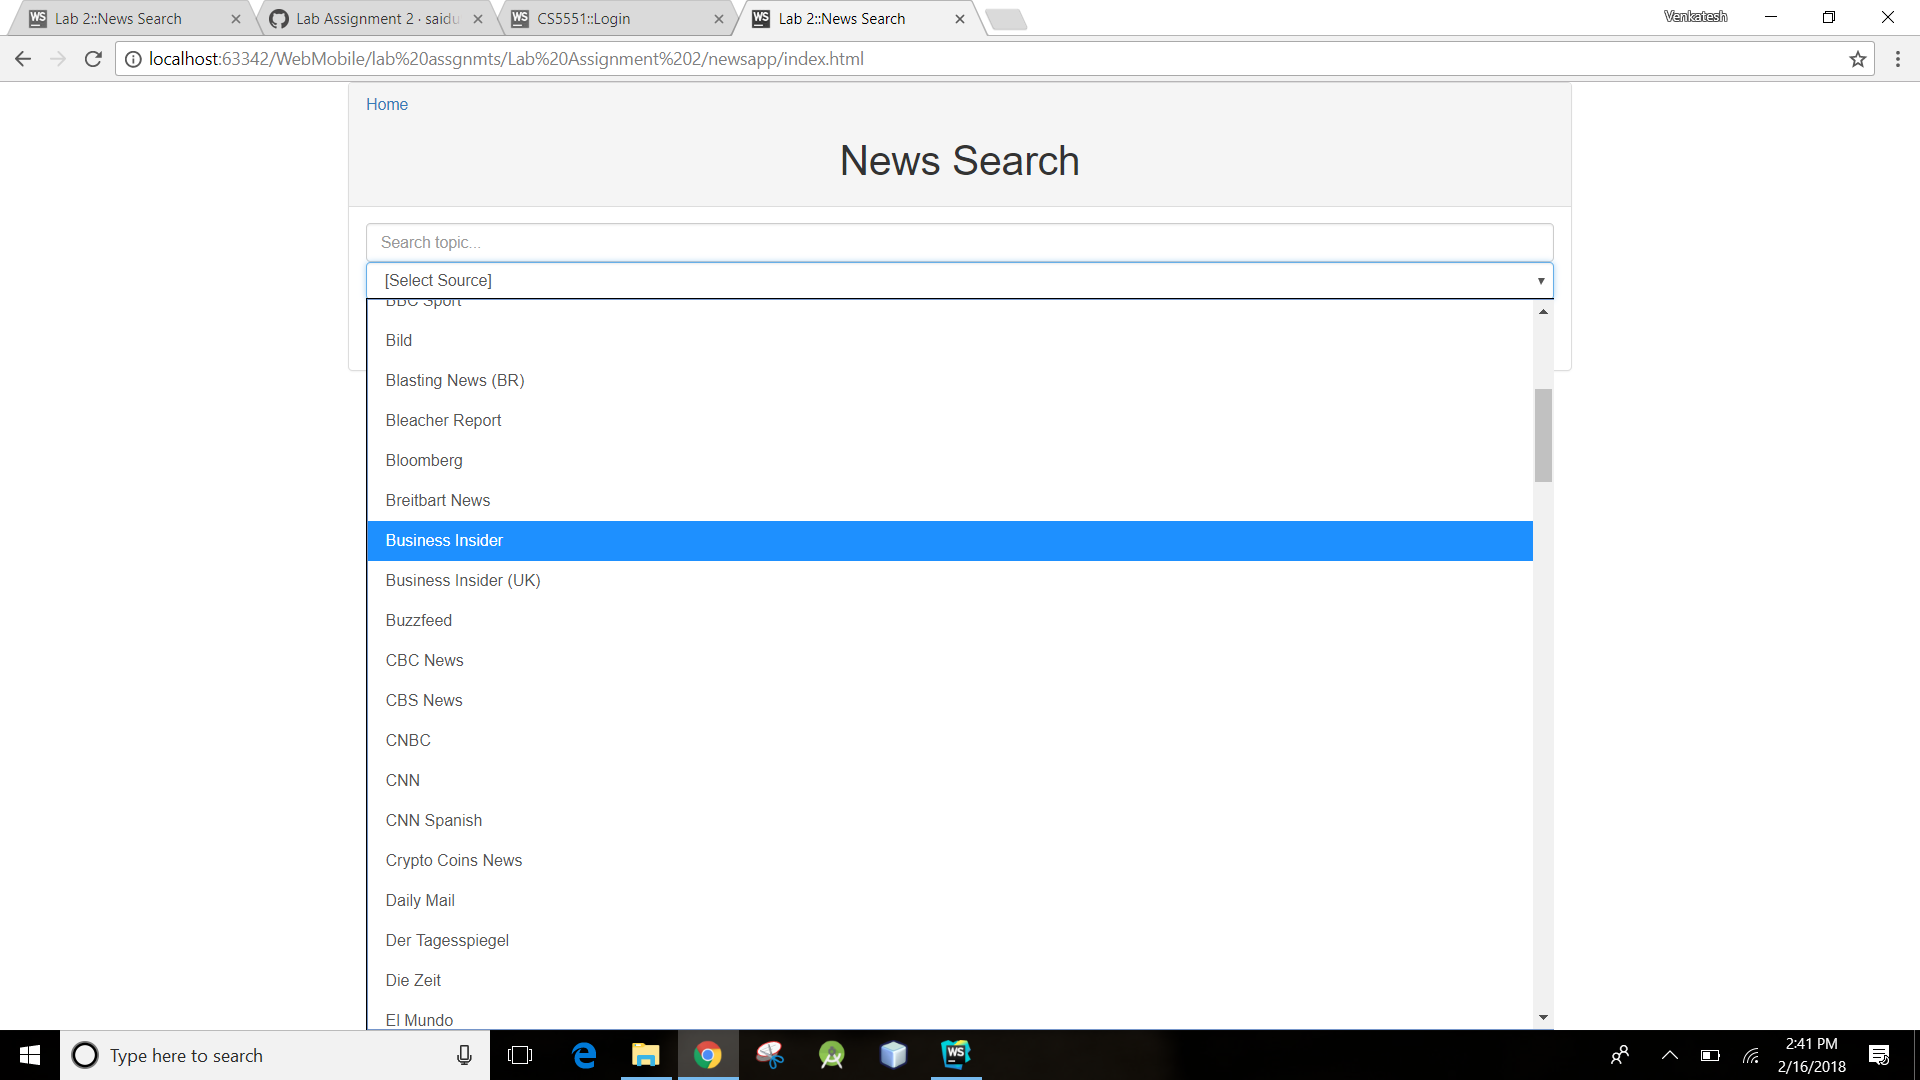 Lab 2::News Search
Lab Assignment 2 · saidu
CS5551::Login
Lab 2::News Search
Venkatesh
localhost:63342/WebMobile/lab%20assgnmts/Lab%20Assignment%202/newsapp/index.html
Home
News Search
Search topic...
[Select Source]
BBC Sport
Bild
Blasting News (BR)
Bleacher Report
Bloomberg
Breitbart News
Business Insider
Business Insider (UK)
Buzzfeed
CBC News
CBS News
CNBC
CNN
CNN Spanish
Crypto Coins News
Daily Mail
Der Tagesspiegel
Die Zeit
El Mundo
Type here to search
2:41 PM
2/16/2018